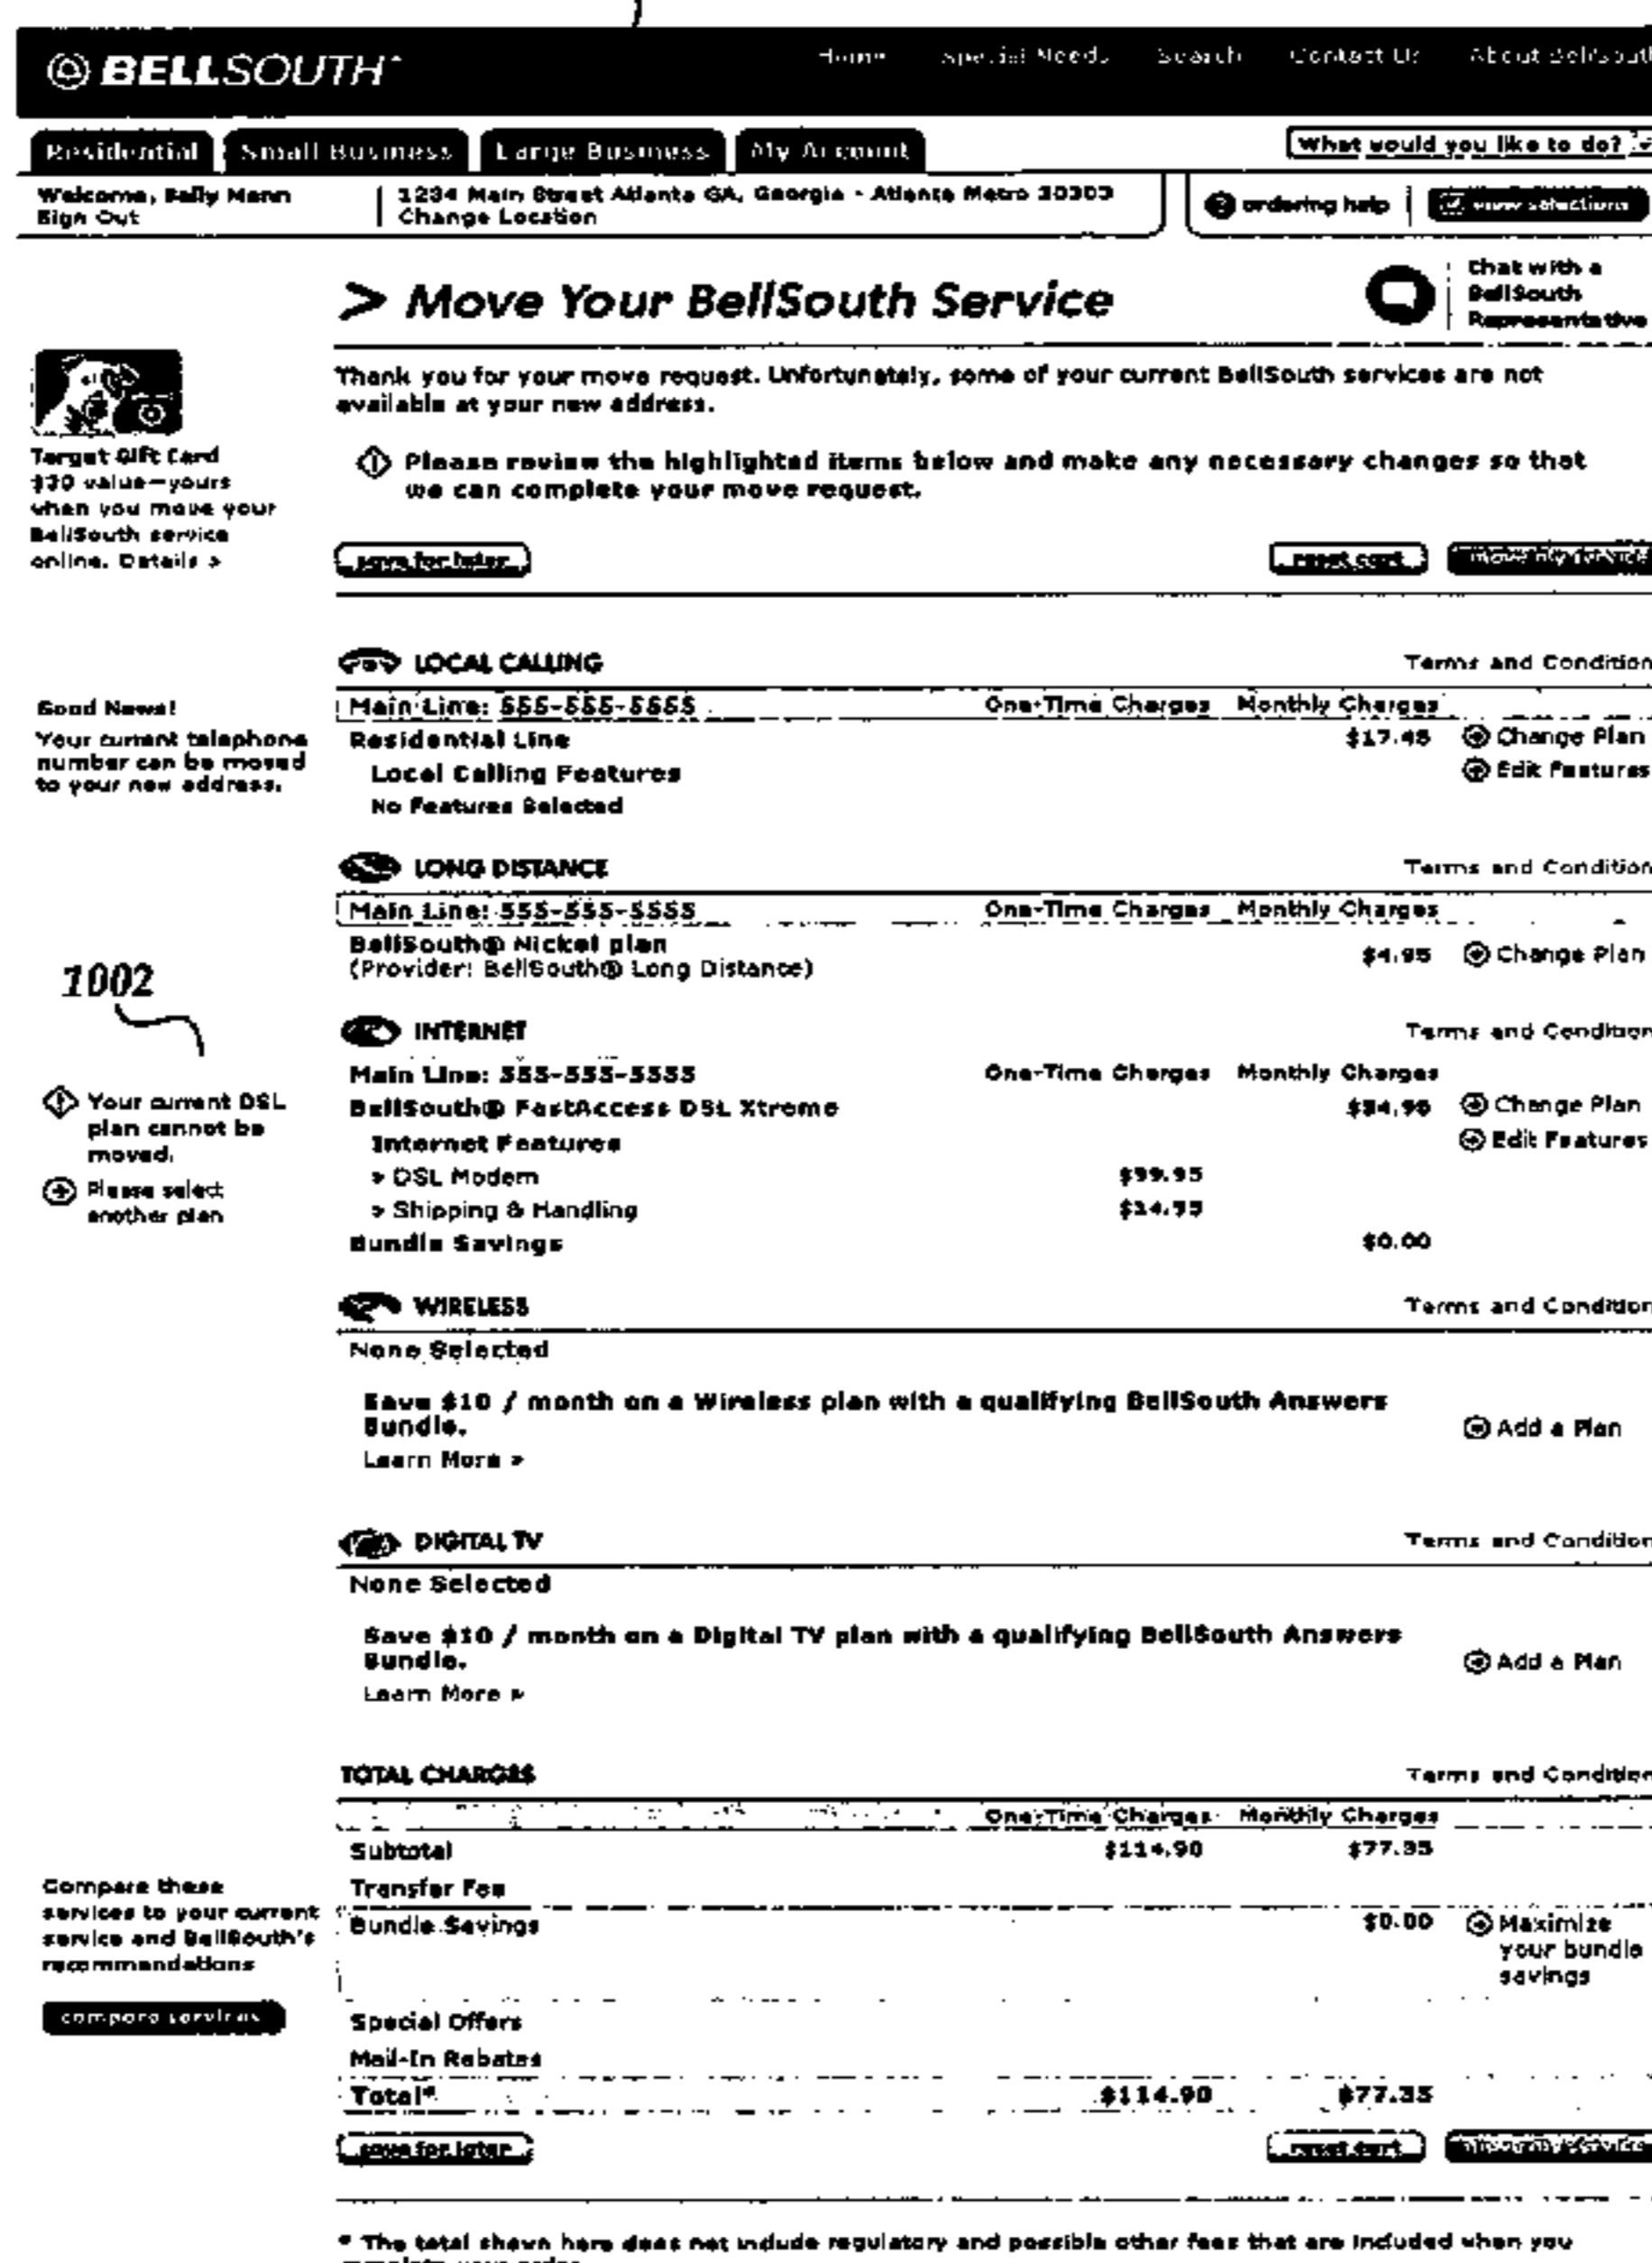 BELLSOUTH
Home Special Needs Search Contact Us About BellSouth
Residential Small Business Large Business My Account
What would you like to do?
Welcome, Sally Mann
Sign Out
1234 Main Street Atlanta GA, Georgia - Atlanta Metro 30303
Change Location
ordering help
view selections
> Move Your BellSouth Service
Chat with a
BellSouth
Representative
Thank you for your move request. Unfortunately, some of your current BellSouth services are not
available at your new address.
Please review the highlighted items below and make any necessary changes so that
we can complete your move request.
Target Gift Card
value—yours
when you move your
BellSouth service
online. Details >
save for later
reset cart
move my service
LOCAL CALLING Terms and Condition
Good News!
Your current telephone
number can be moved
to your new address.
Main Line: 555-555-5555 One-Time Charges Monthly Charges
Residential Line $17.45 Change Plan
Local Calling Features Edit Features
No Features Selected
LONG DISTANCE Terms and Condition
Main Line: 555-555-5555 One-Time Charges Monthly Charges
BellSouth® Nickel plan
(Provider: BellSouth® Long Distance) $4.95 Change Plan
1002
INTERNET Terms and Condition
Main Line: 555-555-5555 One-Time Charges Monthly Charges
Your current DSL
plan cannot be
moved.
Please select
another plan
BellSouth® FastAccess DSL Xtreme $54.95 Change Plan
Internet Features Edit Features
> DSL Modem $99.95
> Shipping & Handling $14.95
Bundle Savings $0.00
WIRELESS Terms and Condition
None Selected
Save $10 / month on a Wireless plan with a qualifying BellSouth Answers
Bundle. Add a Plan
Learn More >
DIGITAL TV Terms and Condition
None Selected
Save $10 / month on a Digital TV plan with a qualifying BellSouth Answers
Bundle. Add a Plan
Learn More >
TOTAL CHARGES Terms and Condition
One-Time Charges Monthly Charges
Subtotal $114.90 $77.35
Transfer Fee
Bundle Savings $0.00 Maximize
your bundle
savings
Compare these
services to your current
service and BellSouth's
recommendations
compare services
Special Offers
Mail-In Rebates
Total* $114.90 $77.35
save for later
reset cart
move my service
* The total shown here does not include regulatory and possible other fees that are included when you